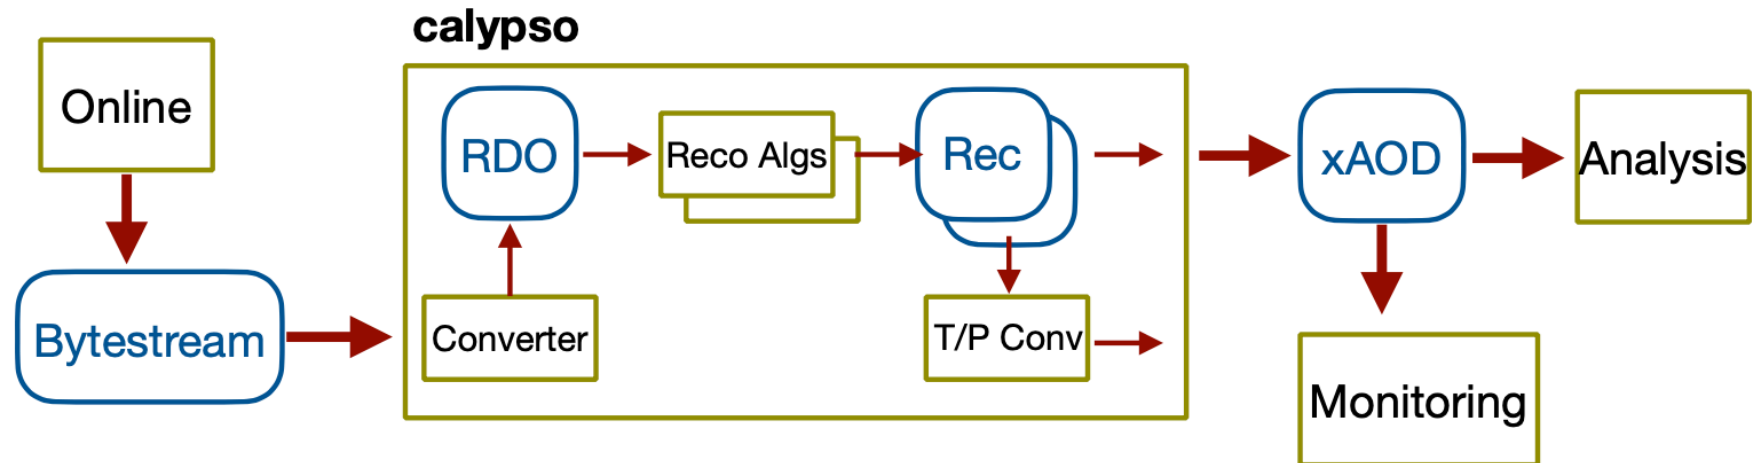 calypso
Online
RDO
Reco Algs
Rec
xAOD
Analysis
Bytestream
Converter
T/P Conv
Monitoring